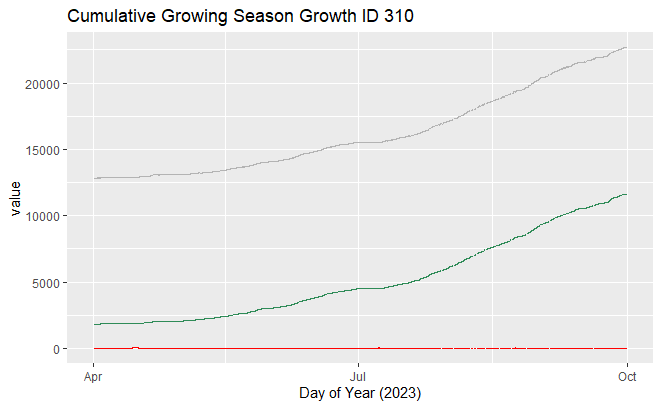 Cumulative Growing Season Growth ID 310
value
20000
15000
10000
5000
0
Apr
Jul
Oct
Day of Year (2023)